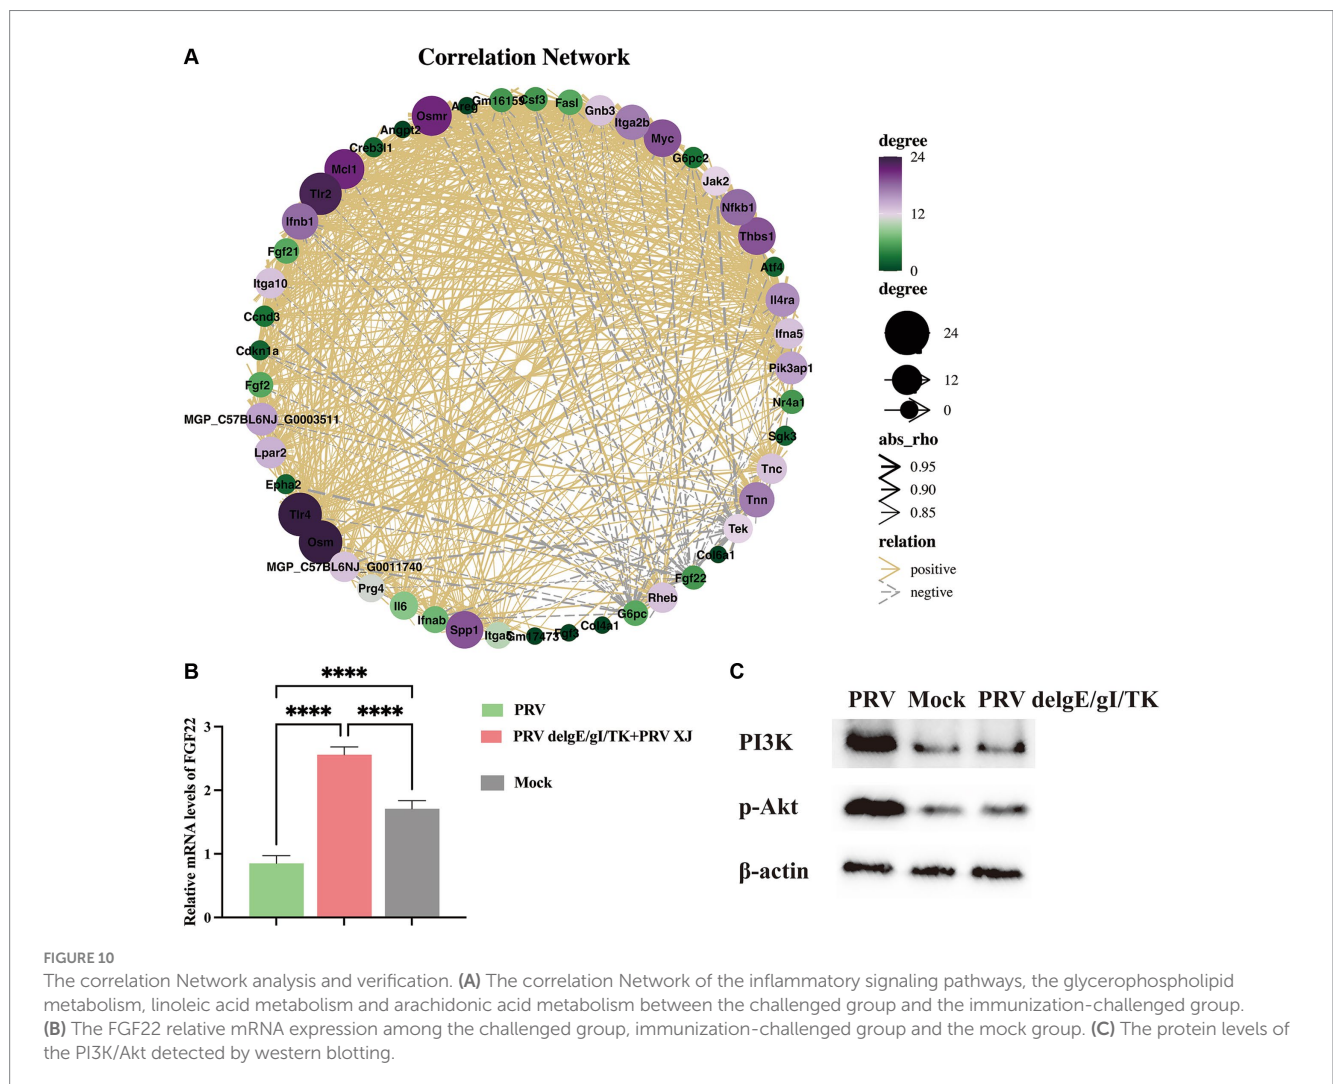 A
Correlation Network
Osmr
Areg
Gm16159
Csf3
Fasl
Gnb3
Itga2b
Myc
G6pc2
Jak2
Nfkb1
Thbs1
Atf4
Il4ra
Ifna5
Pik3ap1
Nr4a1
Sgk3
Tnc
Tnn
Tek
Col6a1
Fgf22
Rheb
G6pc
Col4a1
Fgf3
Gm17473
Itga5
Spp1
Ifnab
Il6
Prg4
MGP_C57BL6NJ_G0011740
Osm
Tlr4
Epha2
Lpar2
MGP_C57BL6NJ_G0003511
Fgf2
Cdkn1a
Ccnd3
Itga10
Fgf21
Ifnb1
Tlr2
Mcl1
Creb3l1
Angpt2
degree
24
12
0
degree
24
12
0
abs_rho
0.95
0.90
0.85
relation
positive
negtive
B
****
**** ****
Relative mRNA levels of FGF22
3
2
1
0
PRV
PRV delgE/gI/TK+PRV XJ
Mock
C
PRV Mock PRV delgE/gI/TK
PI3K
p-Akt
β-actin
FIGURE 10
The correlation Network analysis and verification. (A) The correlation Network of the inflammatory signaling pathways, the glycerophospholipid
metabolism, linoleic acid metabolism and arachidonic acid metabolism between the challenged group and the immunization-challenged group.
(B) The FGF22 relative mRNA expression among the challenged group, immunization-challenged group and the mock group. (C) The protein levels of
the PI3K/Akt detected by western blotting.